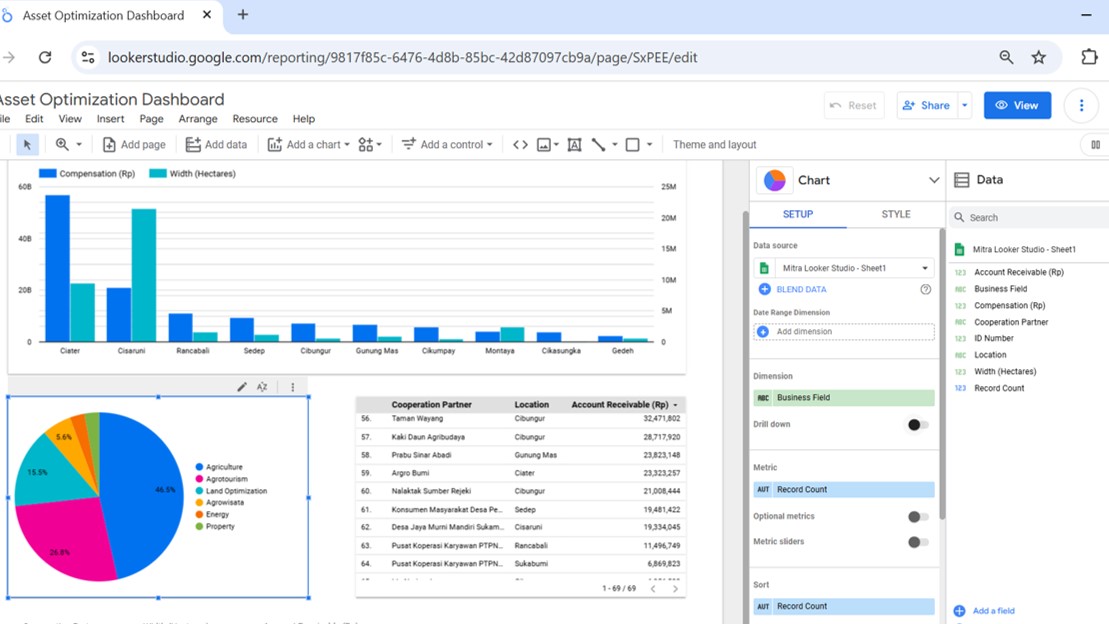 Asset Optimization Dashboard
lookerstudio.google.com/reporting/9817f85c-6476-4d8b-85bc-42d87097cb9a/page/SxPEE/edit
Asset Optimization Dashboard
Reset
Share
View
ile Edit View Insert Page Arrange Resource Help
Add page Add data Add a chart Add a control Theme and layout
Compensation (Rp) Width (Hectares)
60B 25M
20M
40B
15M
10M
20B
5M
0 0
Ciater Cisaruni Rancabali Sedep Cibungur Gunung Mas Cikumpay Montaya Cikasungka Gedeh
5.6%
15.5%
46.5%
26.8%
Agriculture
Agrotourism
Land Optimization
Agrowisata
Energy
Property
Cooperation Partner Location Account Receivable (Rp)
56. Taman Wayang Cibungur 32,471,802
57. Kaki Daun Agribudaya Cibungur 28,717,920
58. Prabu Sinar Abadi Gunung Mas 23,823,148
59. Argro Bumi Ciater 23,323,257
60. Nalaktak Sumber Rejeki Cibungur 21,008,444
61. Konsumen Masyarakat Desa Pe... Sedep 19,481,422
62. Desa Jaya Murni Mandiri Sukam... Cisaruni 19,334,045
63. Pusat Koperasi Karyawan PTPN... Rancabali 11,496,749
64. Pusat Koperasi Karyawan PTPN... Sukabumi 6,869,823
1 - 69 / 69
Chart
SETUP STYLE
Data source
Mitra Looker Studio - Sheet1
BLEND DATA
Date Range Dimension
Add dimension
Dimension
ABC Business Field
Drill down
Metric
AUT Record Count
Optional metrics
Metric sliders
Sort
AUT Record Count
Data
Search
Mitra Looker Studio - Sheet1
123 Account Receivable (Rp)
ABC Business Field
123 Compensation (Rp)
ABC Cooperation Partner
123 ID Number
ABC Location
123 Width (Hectares)
123 Record Count
Add a field